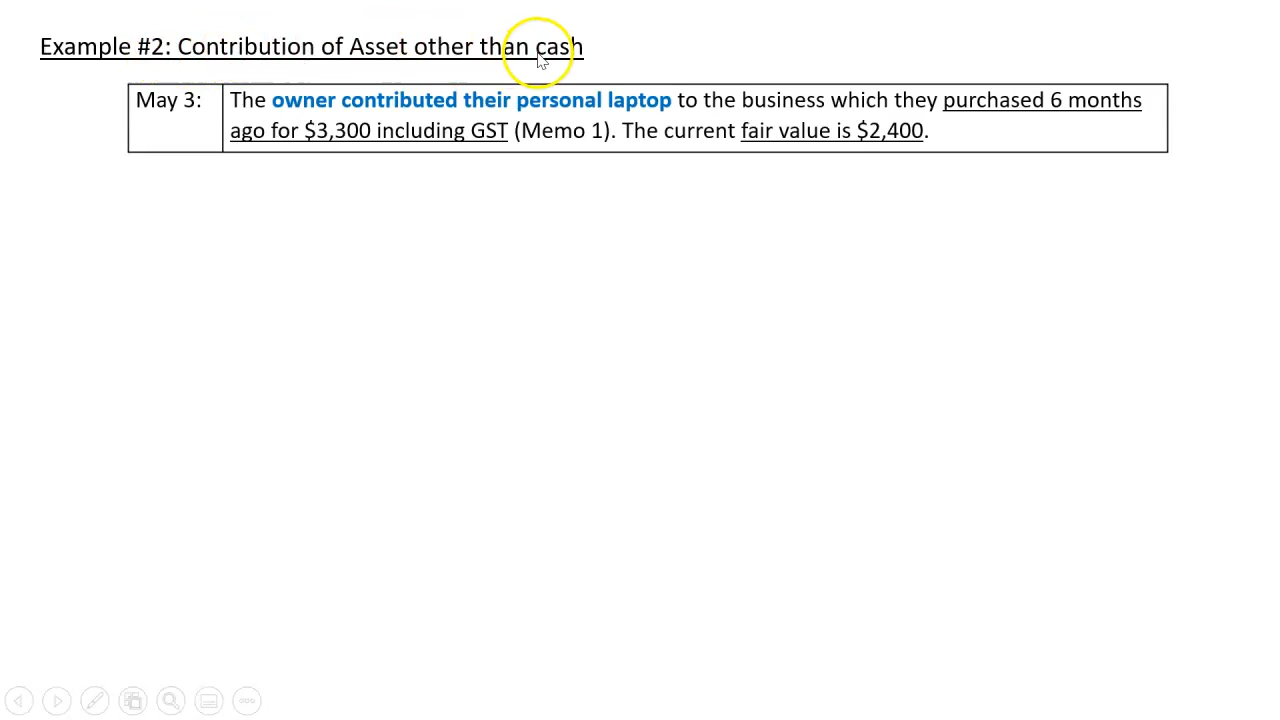 Example #2: Contribution of Asset other than cash
May 3:
The owner contributed their personal laptop to the business which they purchased 6 months
ago for $3,300 including GST (Memo 1). The current fair value is $2,400.